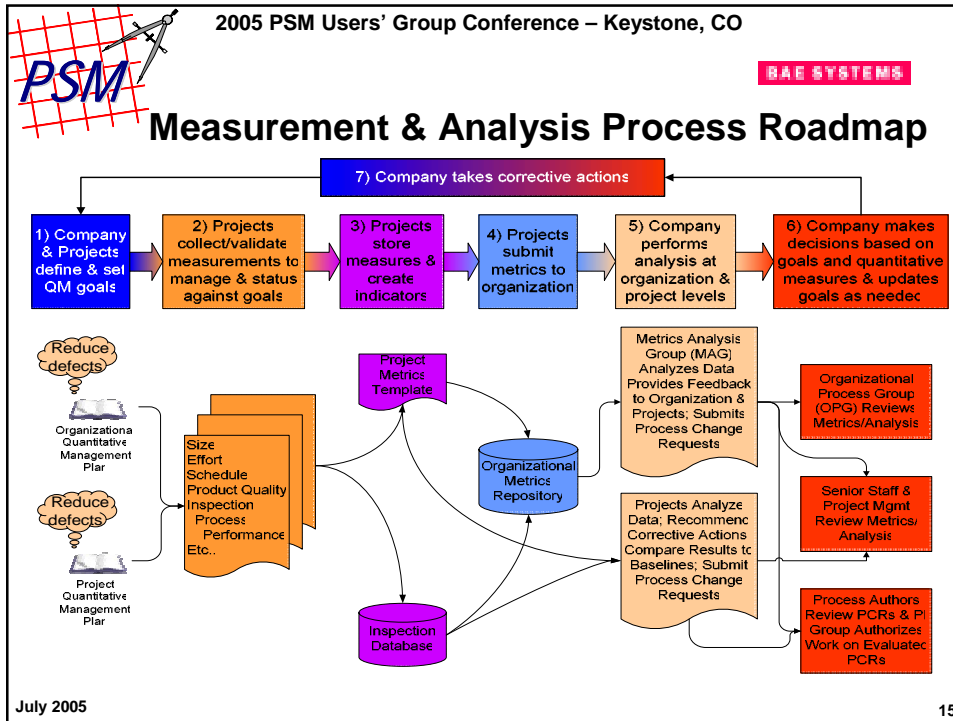 2005 PSM Users' Group Conference – Keystone, CO
PSM
BAE SYSTEMS
Measurement & Analysis Process Roadmap
7) Company takes corrective actions
1) Company
& Projects
define & set
QM goals
2) Projects
collect/validate
measurements to
manage & status
against goals
3) Projects
store
measures &
create
indicators
4) Projects
submit
metrics to
organization
5) Company
performs
analysis at
organization &
project levels
6) Company makes
decisions based on
goals and quantitative
measures & updates
goals as needed
Reduce
defects
Organizational
Quantitative
Management
Plan
Reduce
defects
Project
Quantitative
Management
Plan
Size
Effort
Schedule
Product Quality
Inspection
Process
Performance
Etc..
Project
Metrics
Template
Inspection
Database
Organizational
Metrics
Repository
Metrics Analysis
Group (MAG)
Analyzes Data
Provides Feedback
to Organization &
Projects; Submits
Process Change
Requests
Projects Analyze
Data; Recommend
Corrective Actions
Compare Results to
Baselines; Submit
Process Change
Requests
Organizational
Process Group
(OPG) Reviews
Metrics/Analysis
Senior Staff &
Project Mgmt
Review Metrics/
Analysis
Process Authors
Review PCRs &
Group Authorizes
Work on Evaluated
PCRs
July 2005
15